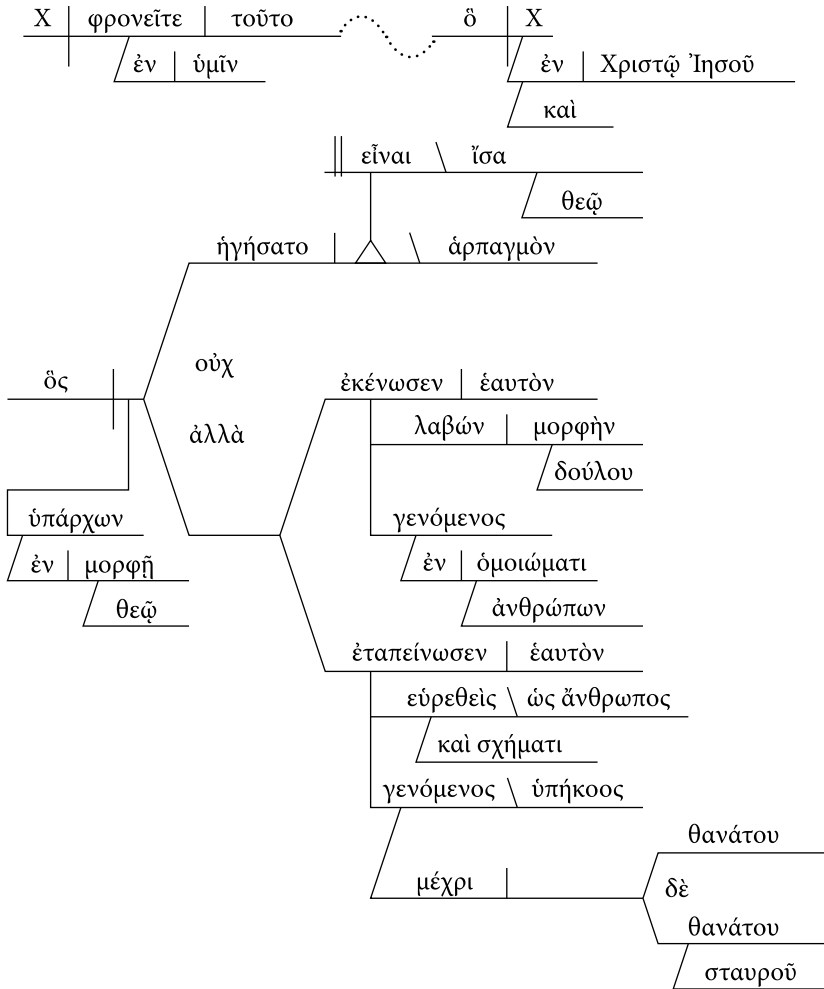 X φρονεῖτε τοῦτο ὃ X
ἐν ὑμῖν ἐν Χριστῷ Ἰησοῦ
καὶ
εἶναι ἴσα
θεῷ
ἡγήσατο ἁρπαγμὸν
οὐχ
ὃς ἐκένωσεν ἑαυτὸν
ἀλλὰ λαβών μορφὴν
δούλου
ὑπάρχων γενόμενος
ἐν μορφῇ ἐν ὁμοιώματι
θεῷ ἀνθρώπων
ἐταπείνωσεν ἑαυτὸν
εὑρεθεὶς ὡς ἄνθρωπος
καὶ σχήματι
γενόμενος ὑπήκοος
θανάτου
μέχρι δὲ
θανάτου
σταυροῦ